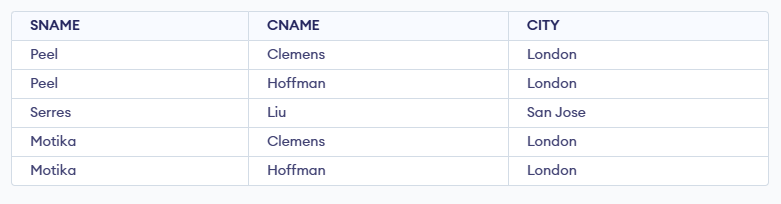 SNAME CNAME CITY
Peel Clemens London
Peel Hoffman London
Serres Liu San Jose
Motika Clemens London
Motika Hoffman London